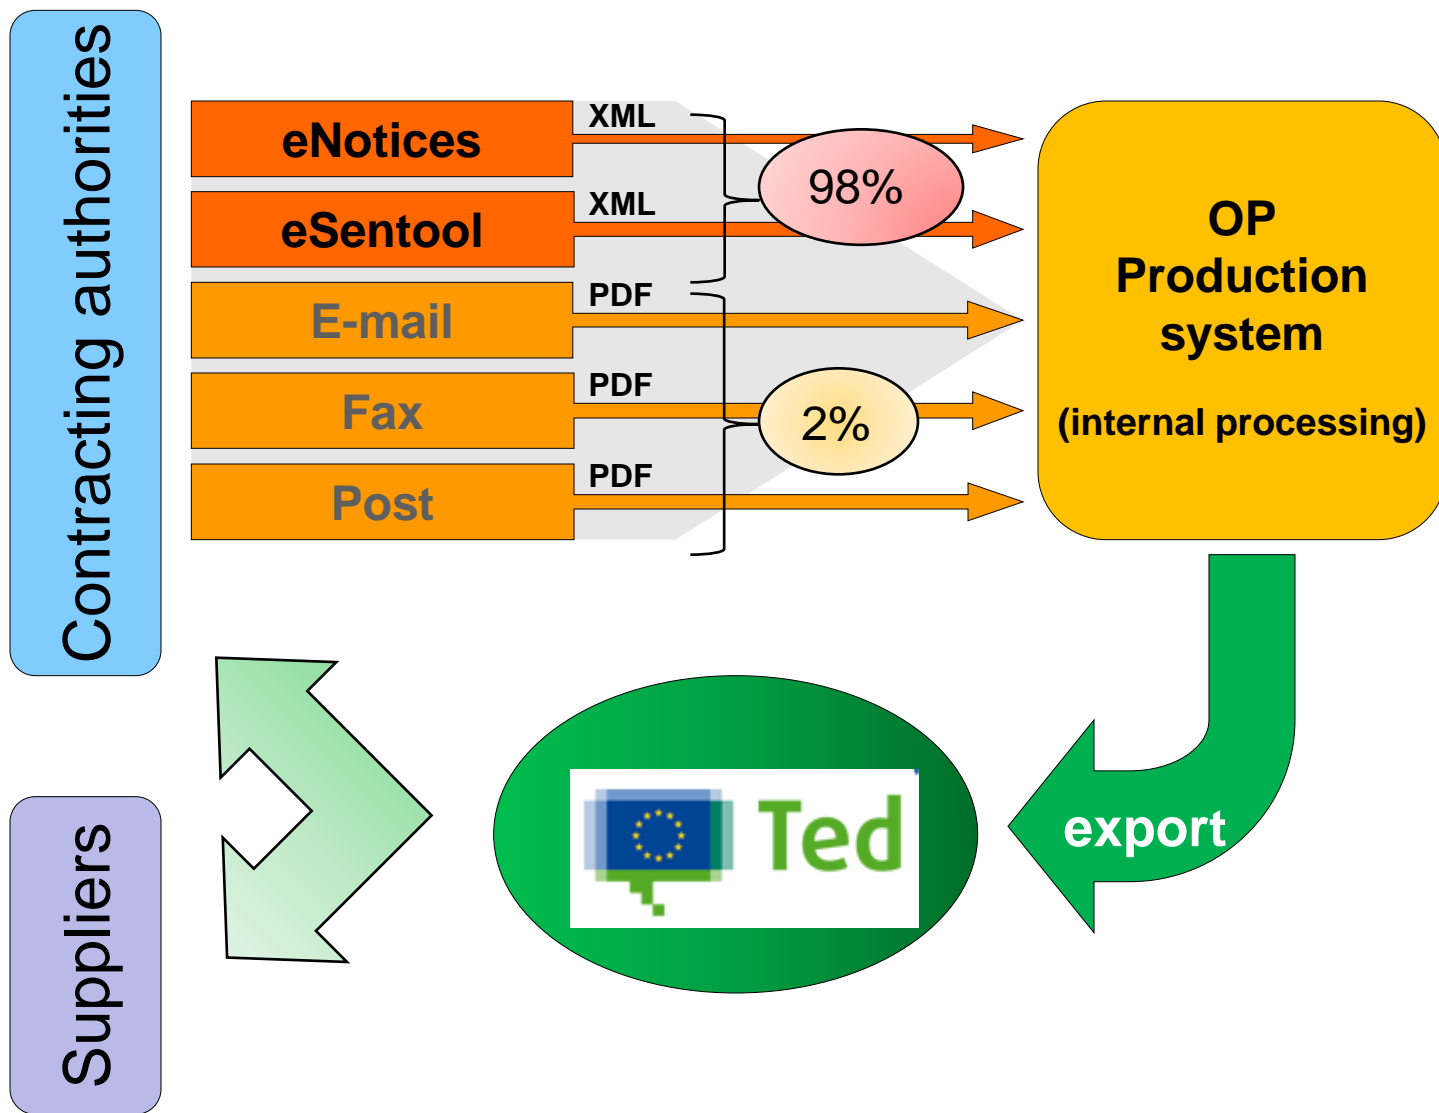 Contracting authorities
eNotices
XML
eSentool
XML
98%
E-mail
PDF
Fax
PDF
2%
Post
PDF
OP
Production
system
(internal processing)
export
Ted
Suppliers